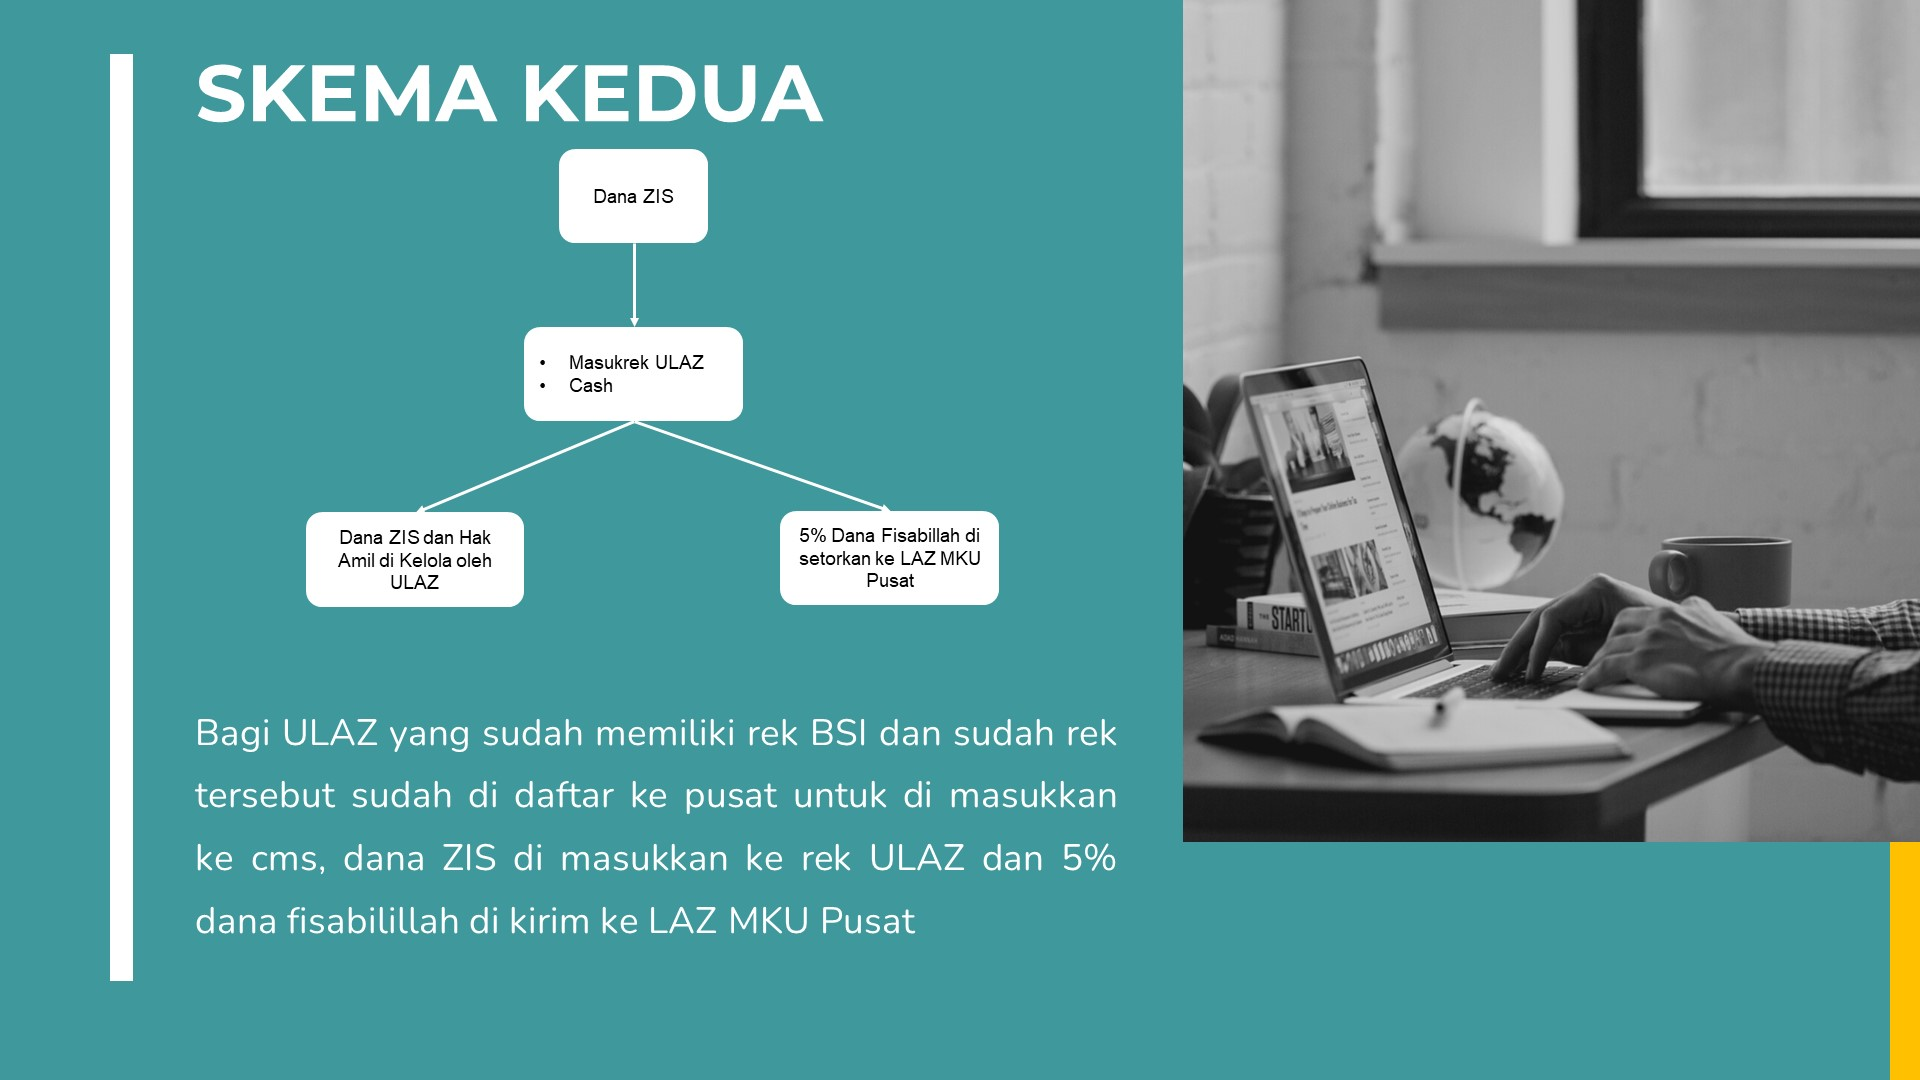 SKEMA KEDUA
Dana ZIS
• Masukrek ULAZ
• Cash
Dana ZIS dan Hak
Amil di Kelola oleh
ULAZ
5% Dana Fisabillah di
setorkan ke LAZ MKU
Pusat
Bagi ULAZ yang sudah memiliki rek BSI dan sudah rek
tersebut sudah di daftar ke pusat untuk di masukkan
ke cms, dana ZIS di masukkan ke rek ULAZ dan 5%
dana fisabilillah di kirim ke LAZ MKU Pusat
THE STARTU